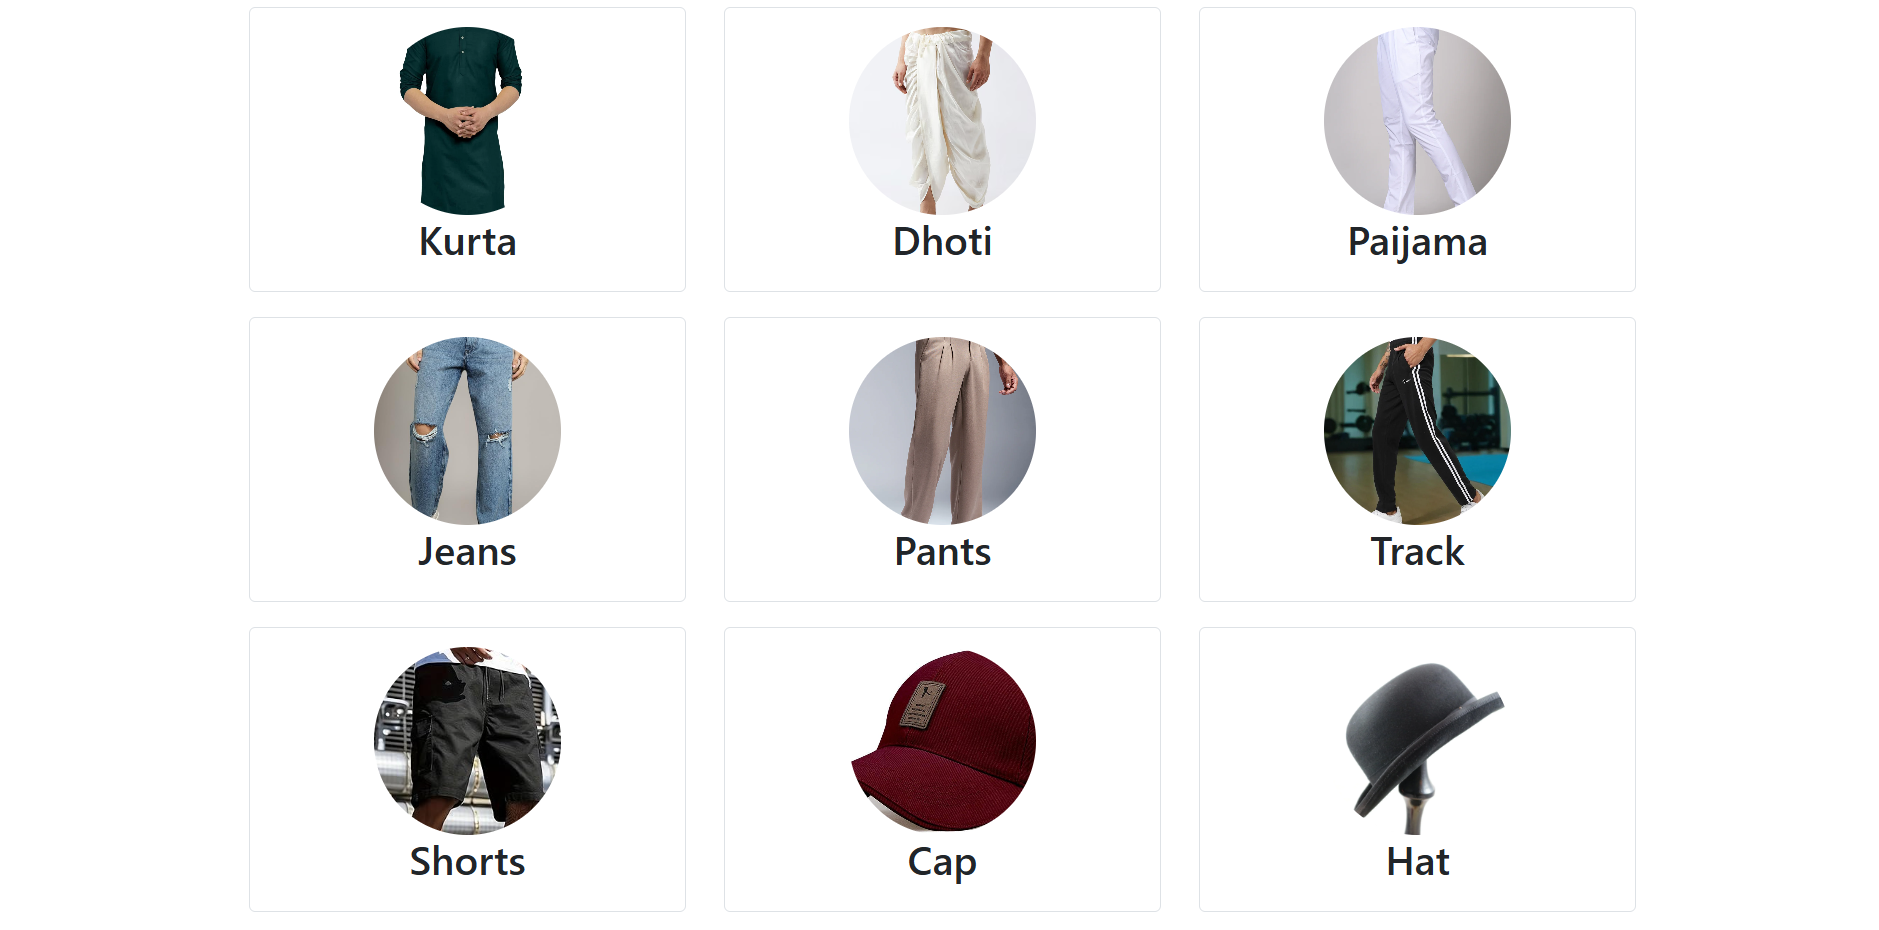 Kurta
Dhoti
Paijama
Jeans
Pants
Track
Shorts
Cap
Hat